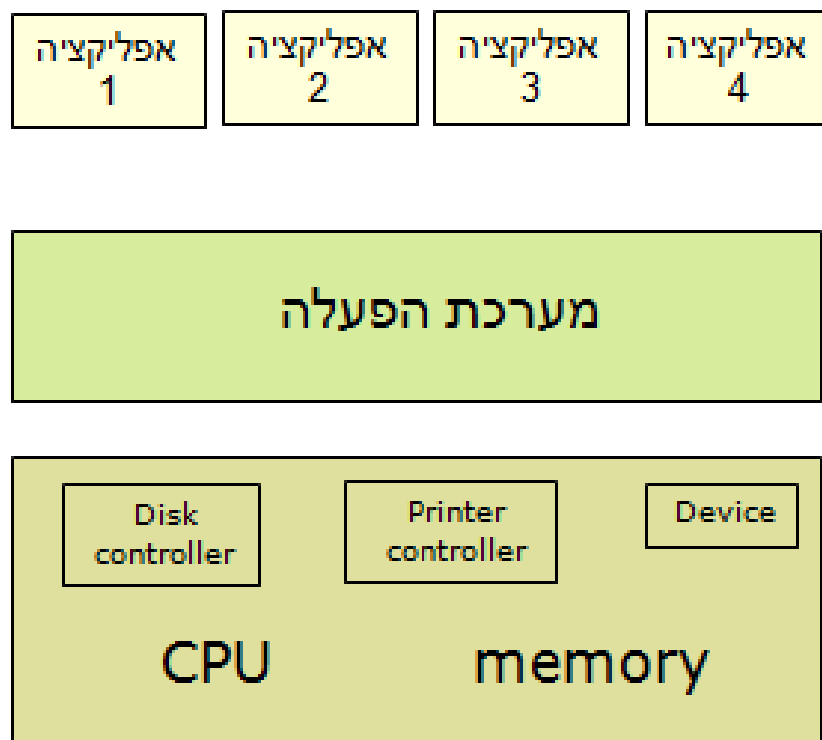 אפליקציה
1
אפליקציה
2
אפליקציה
3
אפליקציה
4
מערכת הפעלה
Disk
controller
Printer
controller
Device
CPU
memory